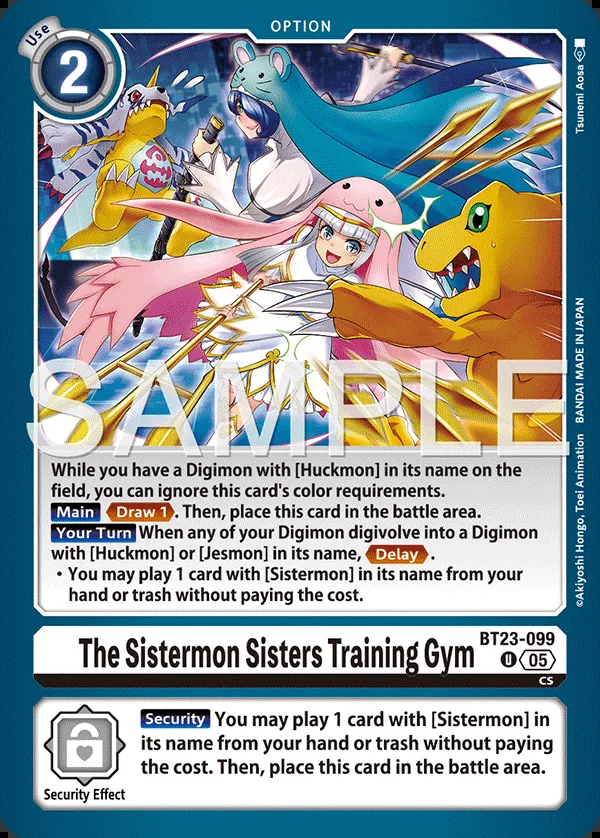 OPTION
Use
2
Tsunemi Aosa
SAMPLE
©Akiyoshi Hongo, Toei Animation BANDAI MADE IN JAPAN
While you have a Digimon with [Huckmon] in its name on the
field, you can ignore this card's color requirements.
Main Draw 1. Then, place this card in the battle area.
Your Turn When any of your Digimon digivolve into a Digimon
with [Huckmon] or [Jesmon] in its name, Delay.
・You may play 1 card with [Sistermon] in its name from your
hand or trash without paying the cost.
The Sistermon Sisters Training Gym
BT23-099
U 05
CS
Security You may play 1 card with [Sistermon] in
its name from your hand or trash without paying
the cost. Then, place this card in the battle area.
Security Effect